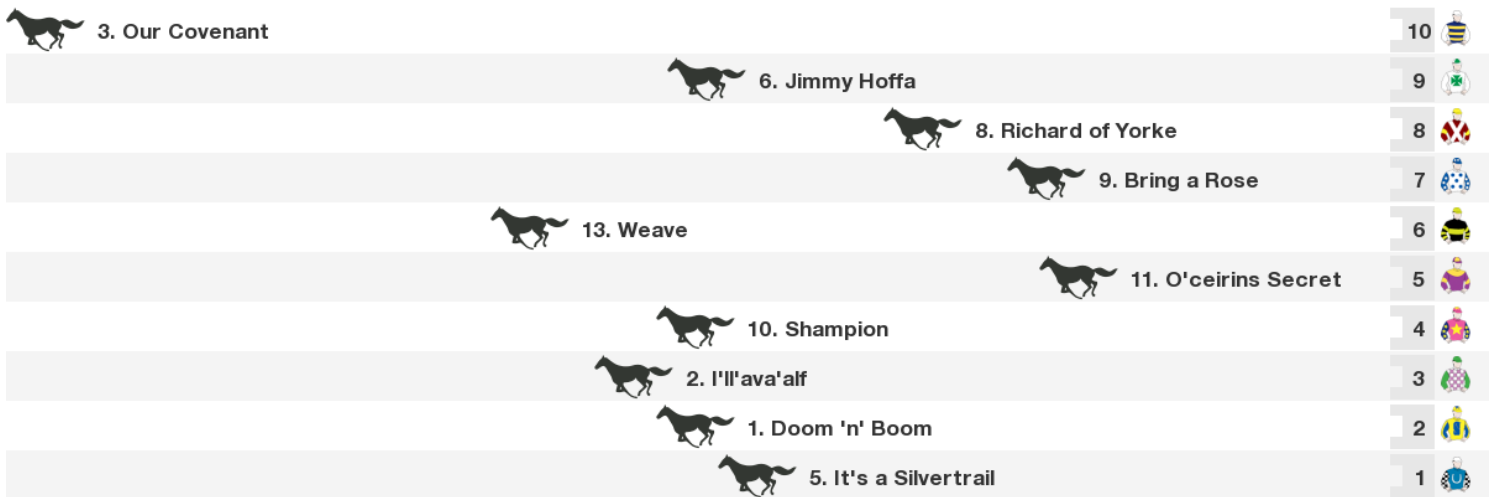 3. Our Covenant 10
6. Jimmy Hoffa 9
8. Richard of Yorke 8
9. Bring a Rose 7
13. Weave 6
11. O'ceirins Secret 5
10. Shampion 4
2. I'll'ava'alf 3
1. Doom 'n' Boom 2
5. It's a Silvertrail 1